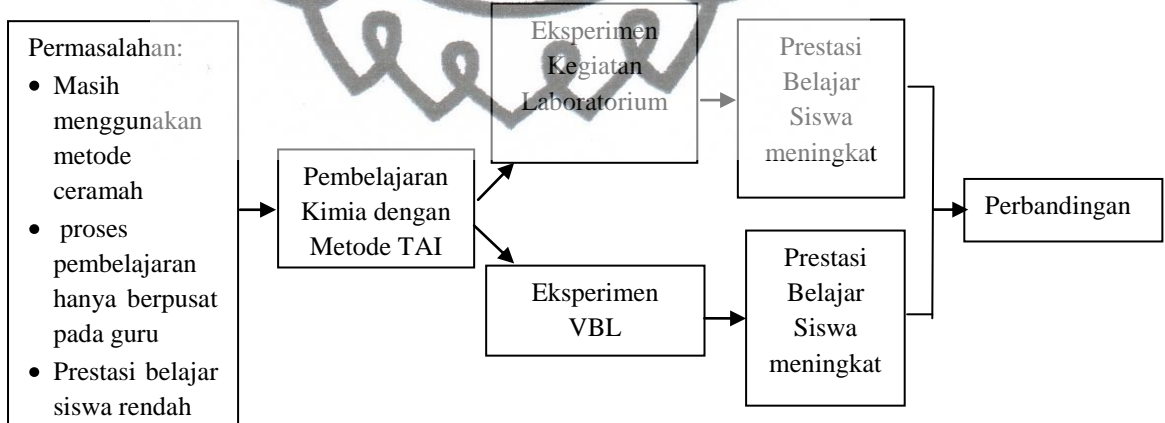 Permasalahan:
• Masih
menggunakan
metode
ceramah
• proses
pembelajaran
hanya berpusat
pada guru
• Prestasi belajar
siswa rendah
Pembelajaran
Kimia dengan
Metode TAI
Eksperimen
Kegiatan
Laboratorium
Prestasi
Belajar
Siswa
meningkat
Eksperimen
VBL
Prestasi
Belajar
Siswa
meningkat
Perbandingan